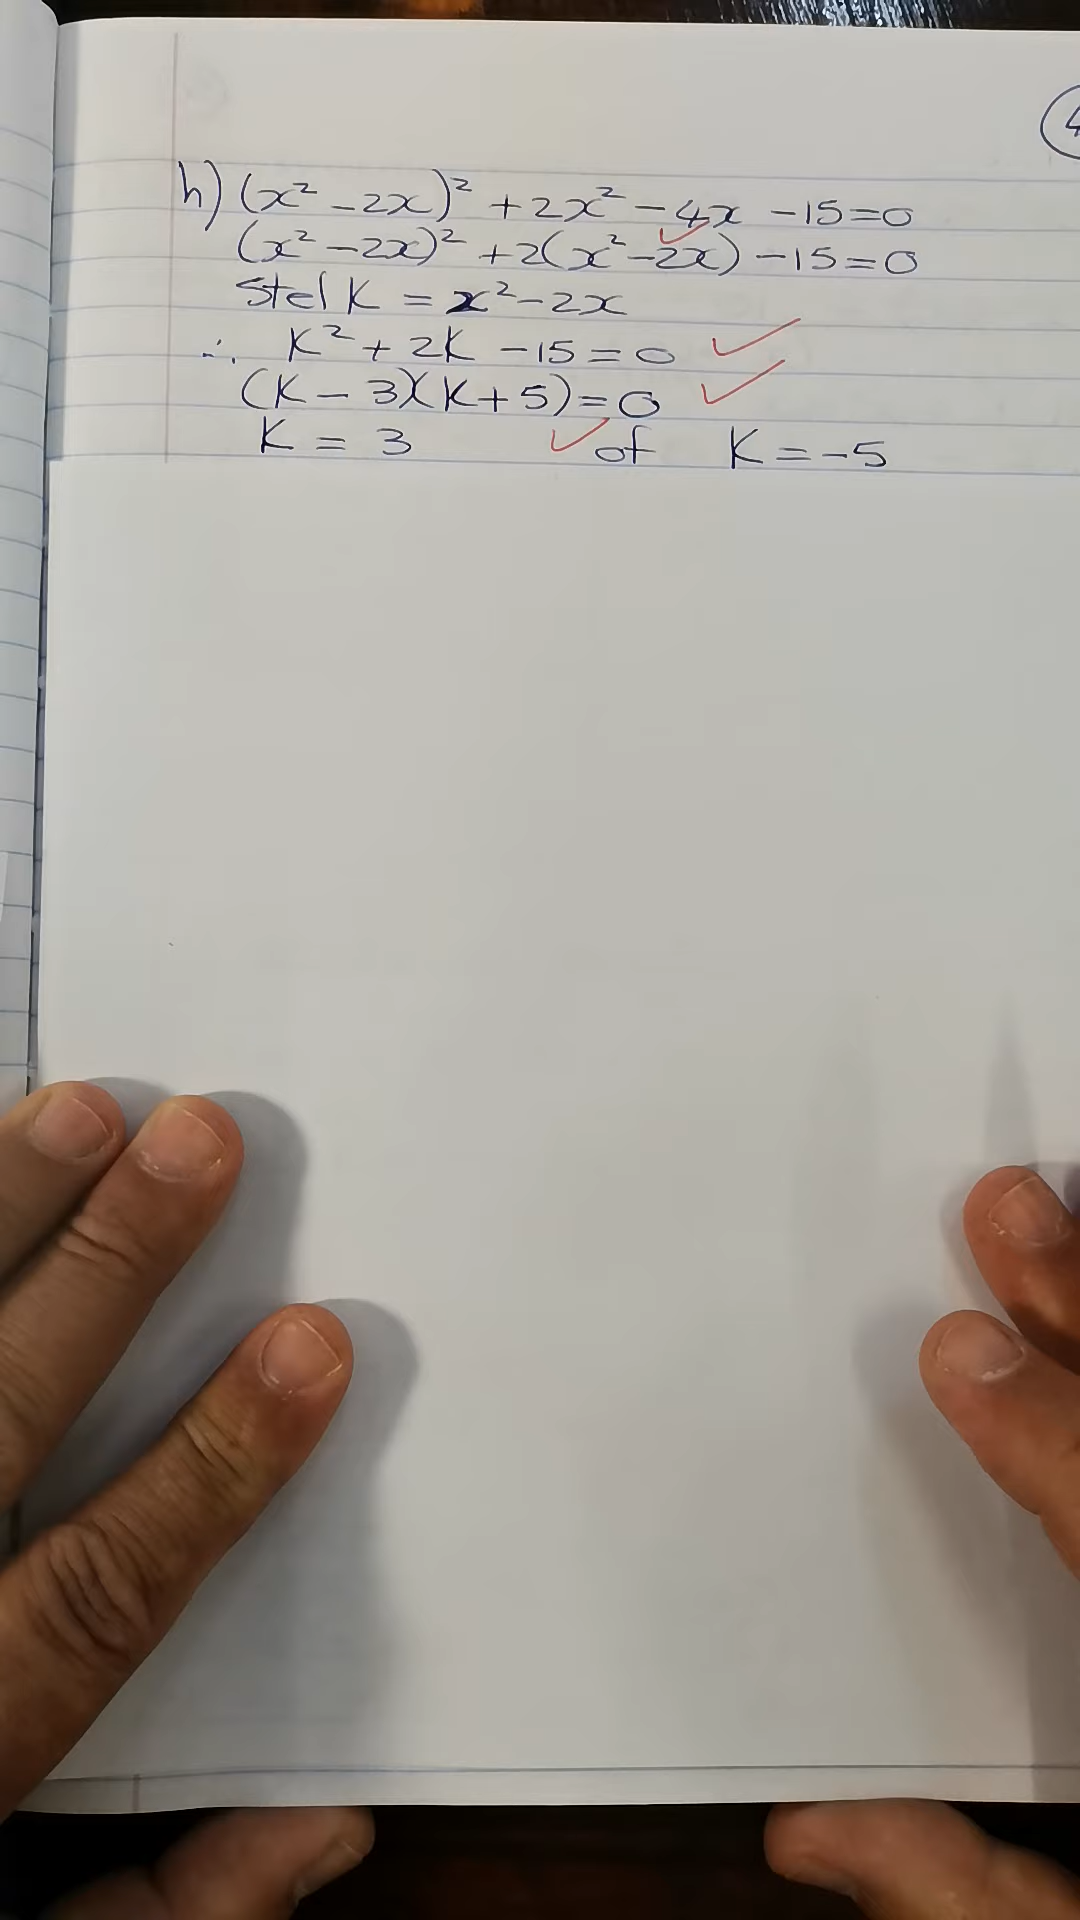 4
h) (x² - 2x)² + 2x² - 4x - 15 = 0
(x² - 2x)² + 2(x² - 2x) - 15 = 0
Stel K = x² - 2x
∴ K² + 2K - 15 = 0 ✓
(K - 3)(K + 5) = 0 ✓
K = 3 ✓ of K = -5